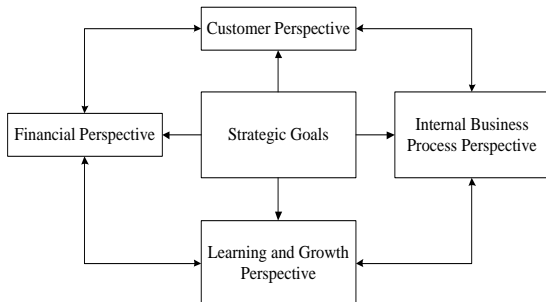 Customer Perspective
Financial Perspective
Strategic Goals
Internal Business
Process Perspective
Learning and Growth
Perspective